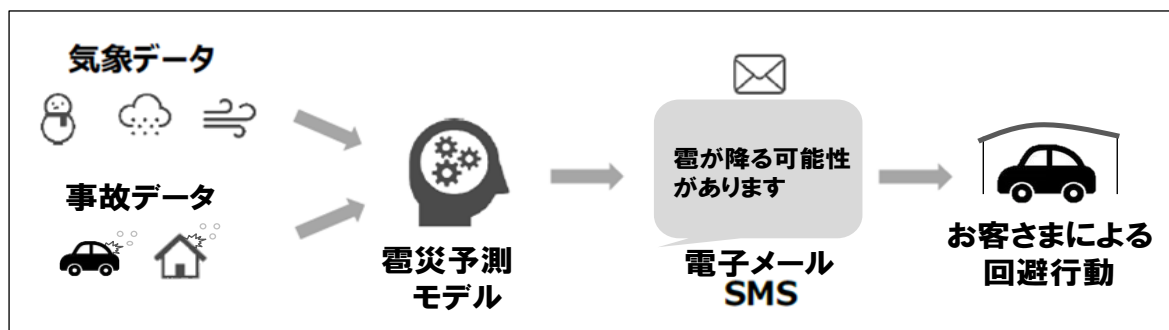 気象データ
事故データ
雹災予測
モデル
雹が降る可能性
があります
電子メール
SMS
お客さまによる
回避行動